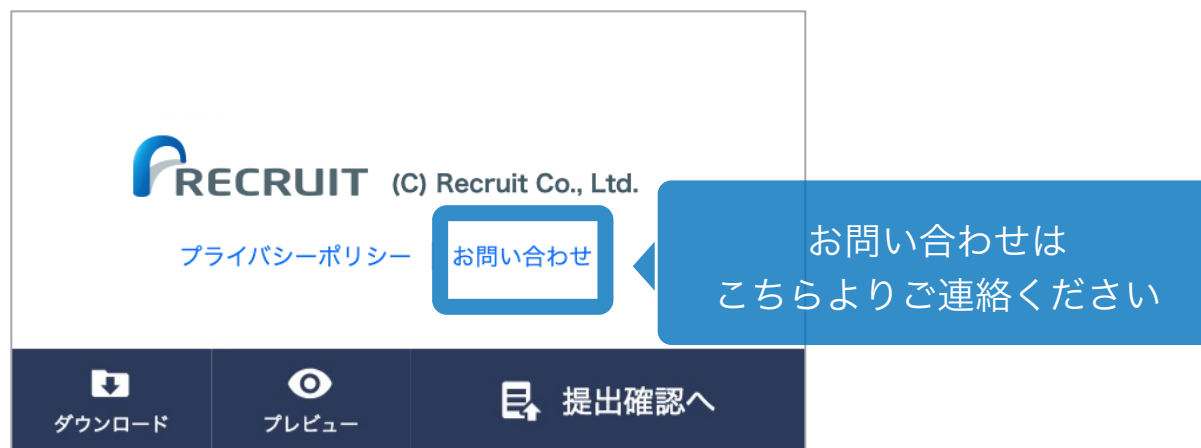 RECRUIT (C) Recruit Co., Ltd.
プライバシーポリシー お問い合わせ
お問い合わせは
こちらよりご連絡ください
ダウンロード プレビュー 提出確認へ